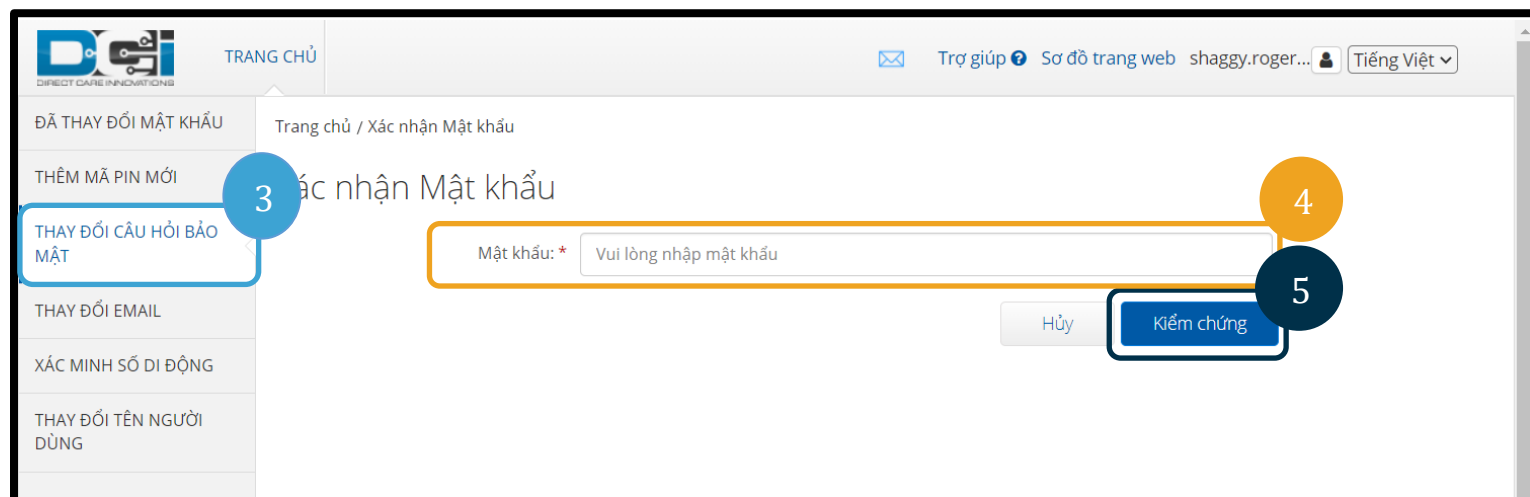 DCI
DIRECT CARE INNOVATIONS
TRANG CHỦ
Trợ giúp ? Sơ đồ trang web shaggy.roger... Tiếng Việt
ĐÃ THAY ĐỔI MẬT KHẨU
Trang chủ / Xác nhận Mật khẩu
THÊM MÃ PIN MỚI
3
ác nhận Mật khẩu
4
THAY ĐỔI CÂU HỎI BẢO
MẬT
Mật khẩu: * Vui lòng nhập mật khẩu
5
THAY ĐỔI EMAIL
Hủy Kiểm chứng
XÁC MINH SỐ DI ĐỘNG
THAY ĐỔI TÊN NGƯỜI
DÙNG